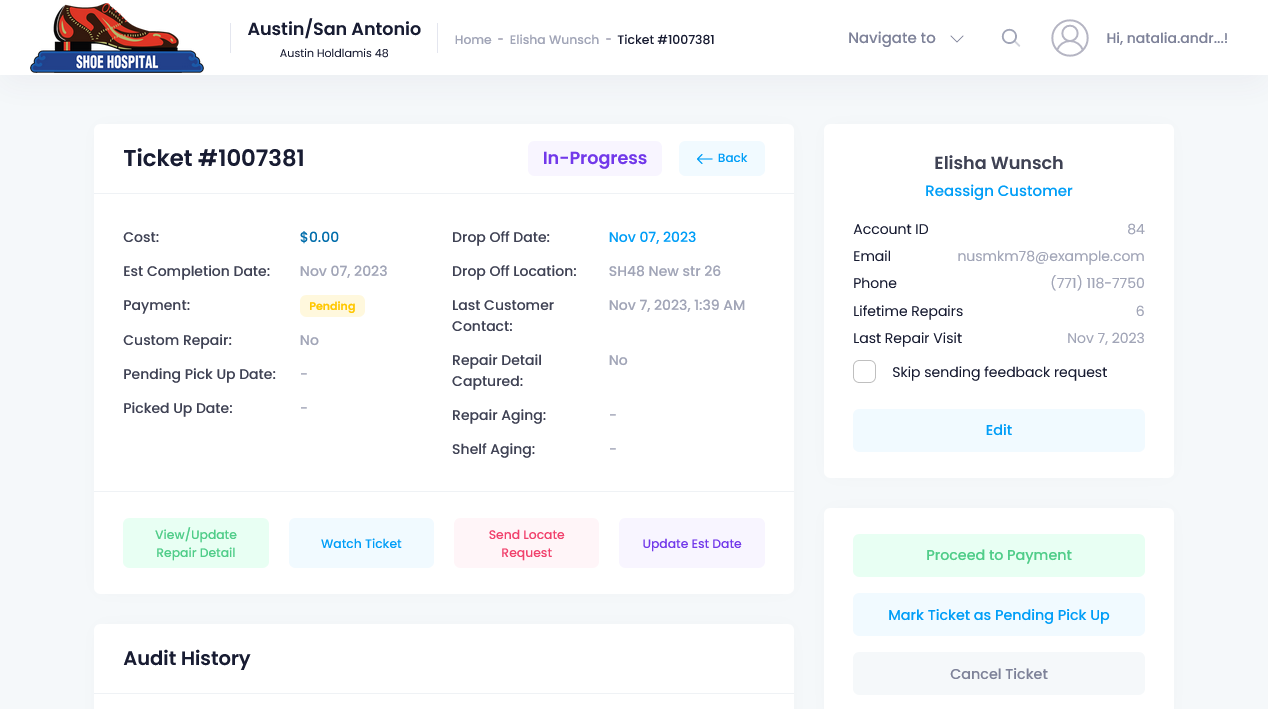 SHOE HOSPITAL
Austin/San Antonio
Austin Holdlamis 48
Home - Elisha Wunsch - Ticket #1007381
Navigate to
Hi, natalia.andr...!
Ticket #1007381
In-Progress
Back
Cost: $0.00
Est Completion Date: Nov 07, 2023
Payment: Pending
Custom Repair: No
Pending Pick Up Date: -
Picked Up Date: -
Drop Off Date: Nov 07, 2023
Drop Off Location: SH48 New str 26
Last Customer Nov 7, 2023, 1:39 AM
Contact:
Repair Detail No
Captured:
Repair Aging: -
Shelf Aging: -
View/Update
Repair Detail
Watch Ticket
Send Locate
Request
Update Est Date
Audit History
Elisha Wunsch
Reassign Customer
Account ID 84
Email nusmkm78@example.com
Phone (771) 118-7750
Lifetime Repairs 6
Last Repair Visit Nov 7, 2023
Skip sending feedback request
Edit
Proceed to Payment
Mark Ticket as Pending Pick Up
Cancel Ticket